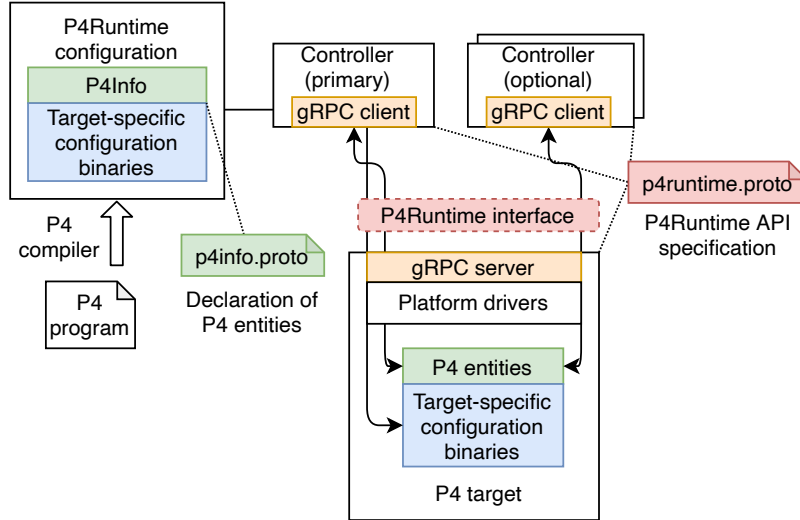 P4Runtime
configuration
P4Info
Target-specific
configuration
binaries
Controller
(primary)
gRPC client
Controller
(optional)
gRPC client
p4runtime.proto
P4Runtime API
specification
P4Runtime interface
P4
compiler
P4
program
p4info.proto
Declaration of
P4 entities
gRPC server
Platform drivers
P4 entities
Target-specific
configuration
binaries
P4 target